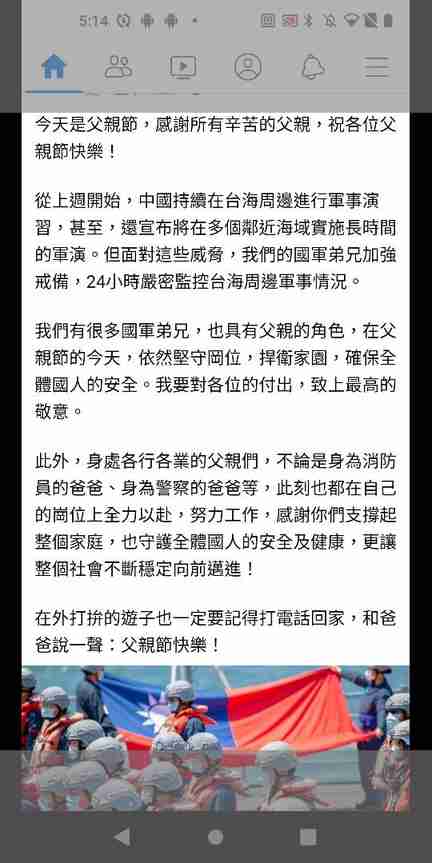 5:14
今天是父親節，感謝所有辛苦的父親，祝各位父
親節快樂！
從上週開始，中國持續在台海周邊進行軍事演
習，甚至，還宣布將在多個鄰近海域實施長時間
的軍演。但面對這些威脅，我們的國軍弟兄加強
戒備，24小時嚴密監控台海周邊軍事情況。
我們有很多國軍弟兄，也具有父親的角色，在父
親節的今天，依然堅守岡位，捍衛家園，確保全
體國人的安全。我要對各位的付出，致上最高的
敬意。
此外，身處各行各業的父親們，不論是身為消防
員的爸爸、身為警察的爸爸等，此刻也都在自己
的崗位上全力以赴，努力工作，感謝你們支撐起
整個家庭，也守護全體國人的安全及健康，更讓
整個社會不斷穩定向前邁進！
在外打拚的遊子也一定要記得打電話回家，和爸
爸說一聲：父親節快樂！